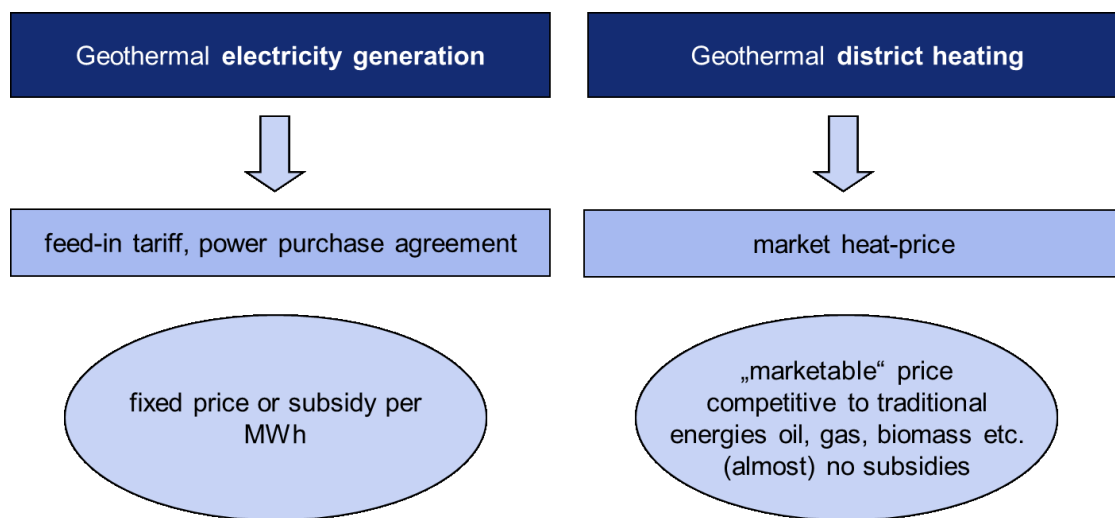 Geothermal electricity generation
feed-in tariff, power purchase agreement
fixed price or subsidy per
MWh
Geothermal district heating
market heat-price
„marketable“ price
competitive to traditional
energies oil, gas, biomass etc.
(almost) no subsidies